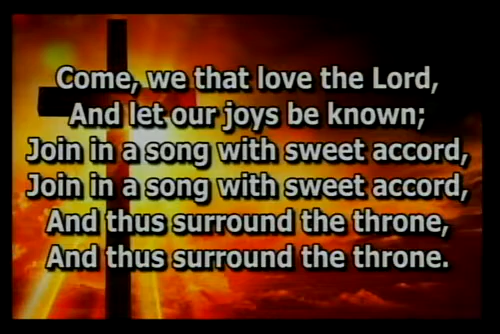 Come, we that love the Lord,
And let our joys be known;
Join in a song with sweet accord,
Join in a song with sweet accord,
And thus surround the throne,
And thus surround the throne.